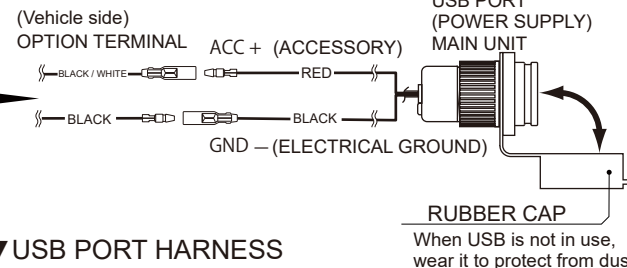 (Vehicle side)
OPTION TERMINAL
USB PORT
(POWER SUPPLY)
MAIN UNIT
ACC + (ACCESSORY)
BLACK / WHITE
RED
BLACK
BLACK
GND – (ELECTRICAL GROUND)
RUBBER CAP
When USB is not in use,
wear it to protect from dus
▼USB PORT HARNESS